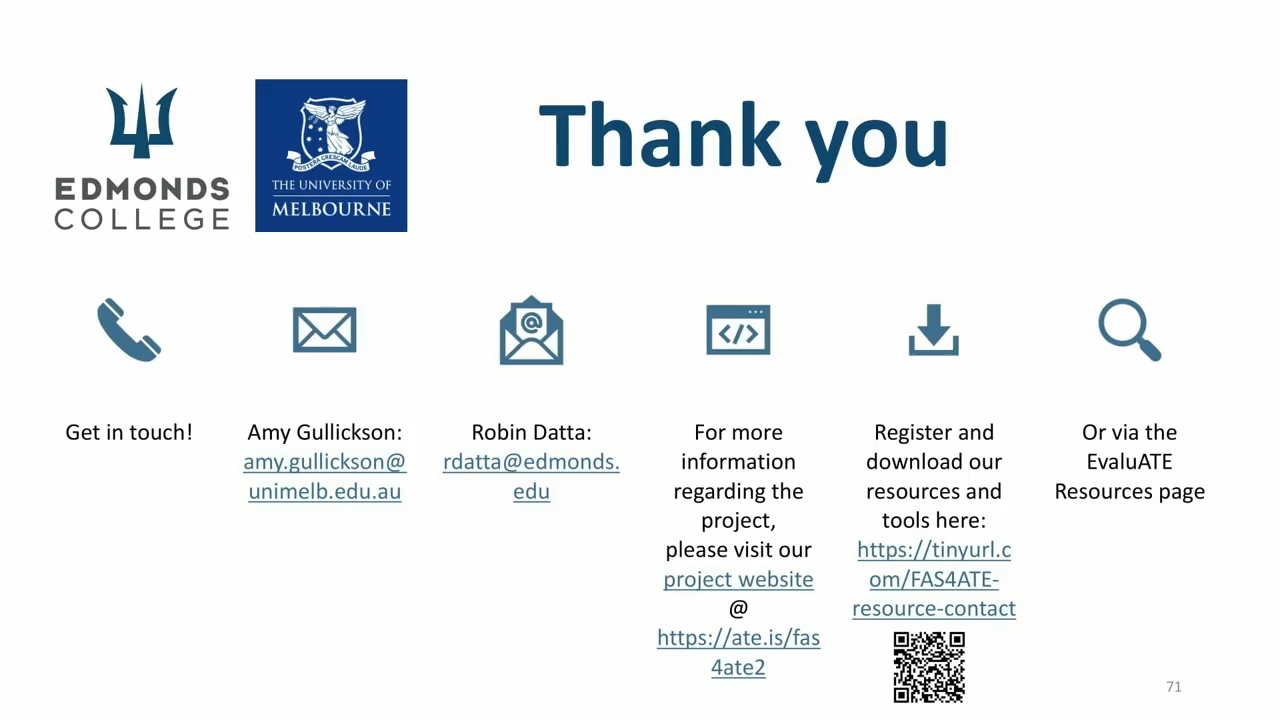 Thank you
EDMONDS
COLLEGE
POSTERA CRESCAM LAUDE
THE UNIVERSITY OF
MELBOURNE
@
</>
Get in touch!
Amy Gullickson:
amy.gullickson@
unimelb.edu.au
Robin Datta:
rdatta@edmonds.
edu
For more
information
regarding the
project,
please visit our
project website
@
https://ate.is/fas
4ate2
Register and
download our
resources and
tools here:
https://tinyurl.c
om/FAS4ATE-
resource-contact
Or via the
EvaluATE
Resources page
71